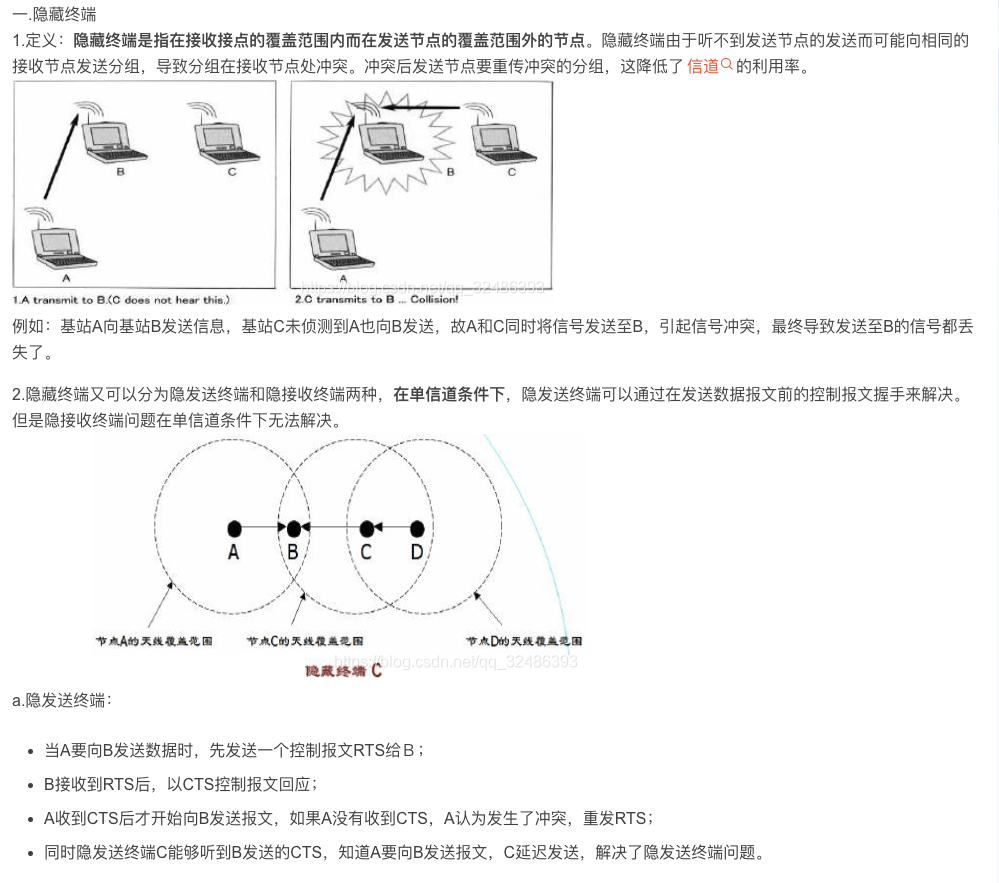 一.隐藏终端
1.定义：隐藏终端是指在接收接点的覆盖范围内而在发送节点的覆盖范围外的节点。隐藏终端由于听不到发送节点的发送而可能向相同的
接收节点发送分组，导致分组在接收节点处冲突。冲突后发送节点要重传冲突的分组，这降低了信道的利用率。
B
C
A
B
C
A
https://blog.csdn.net/qq_32486393
1.A transmit to B.(C does not hear this.)
2.C transmits to B ... Collision!
例如：基站A向基站B发送信息，基站C未侦测到A也向B发送，故A和C同时将信号发送至B，引起信号冲突，最终导致发送至B的信号都丢
失了。
2.隐藏终端又可以分为隐发送终端和隐接收终端两种，在单信道条件下，隐发送终端可以通过在发送数据报文前的控制报文握手来解决。
但是隐接收终端问题在单信道条件下无法解决。
A B C D
节点A的天线覆盖范围 节点C的天线覆盖范围 节点D的天线覆盖范围
https://blog.csdn.net/qq_32486393
隐藏终端 C
a.隐发送终端：
• 当A要向B发送数据时，先发送一个控制报文RTS给B；
• B接收到RTS后，以CTS控制报文回应；
• A收到CTS后才开始向B发送报文，如果A没有收到CTS，A认为发生了冲突，重发RTS；
• 同时隐发送终端C能够听到B发送的CTS，知道A要向B发送报文，C延迟发送，解决了隐发送终端问题。